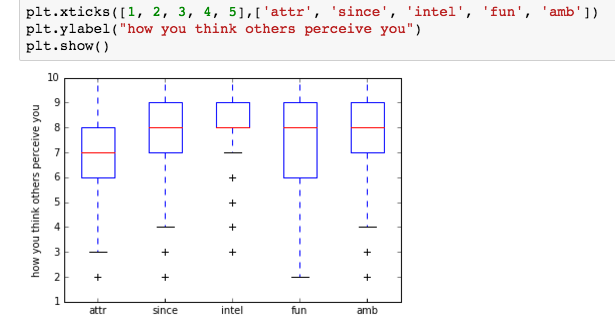 plt.xticks([1, 2, 3, 4, 5],['attr', 'since', 'intel', 'fun', 'amb'])
plt.ylabel("how you think others perceive you")
plt.show()
10
9
8
7
6
5
4
3
2
1
how you think others perceive you
attr since intel fun amb